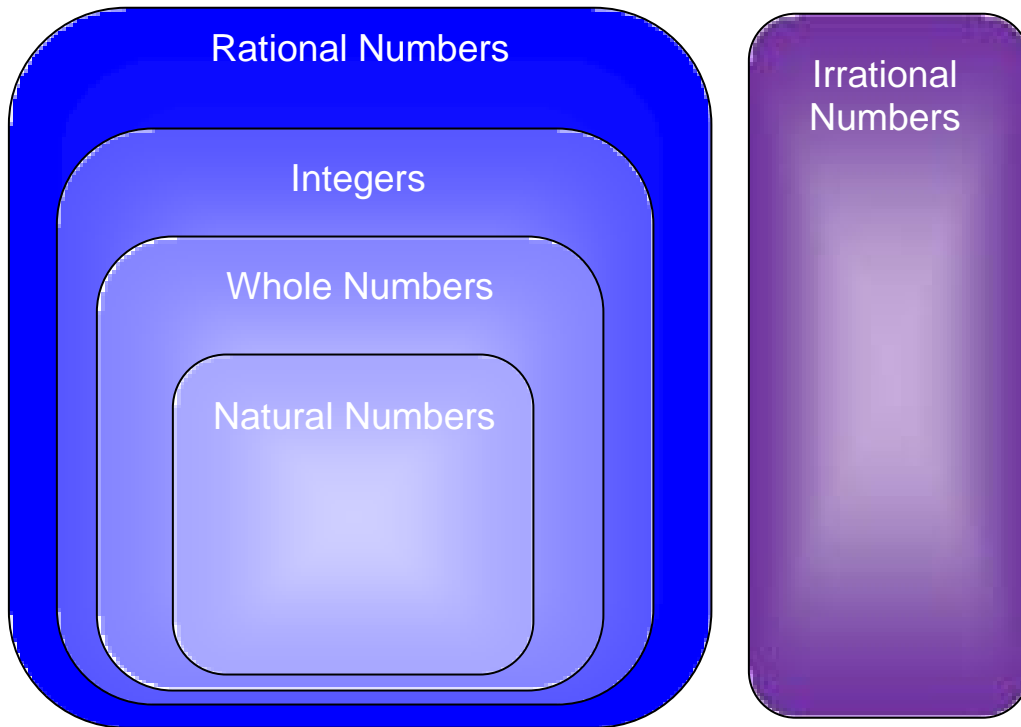 Rational Numbers
Irrational
Numbers
Integers
Whole Numbers
Natural Numbers